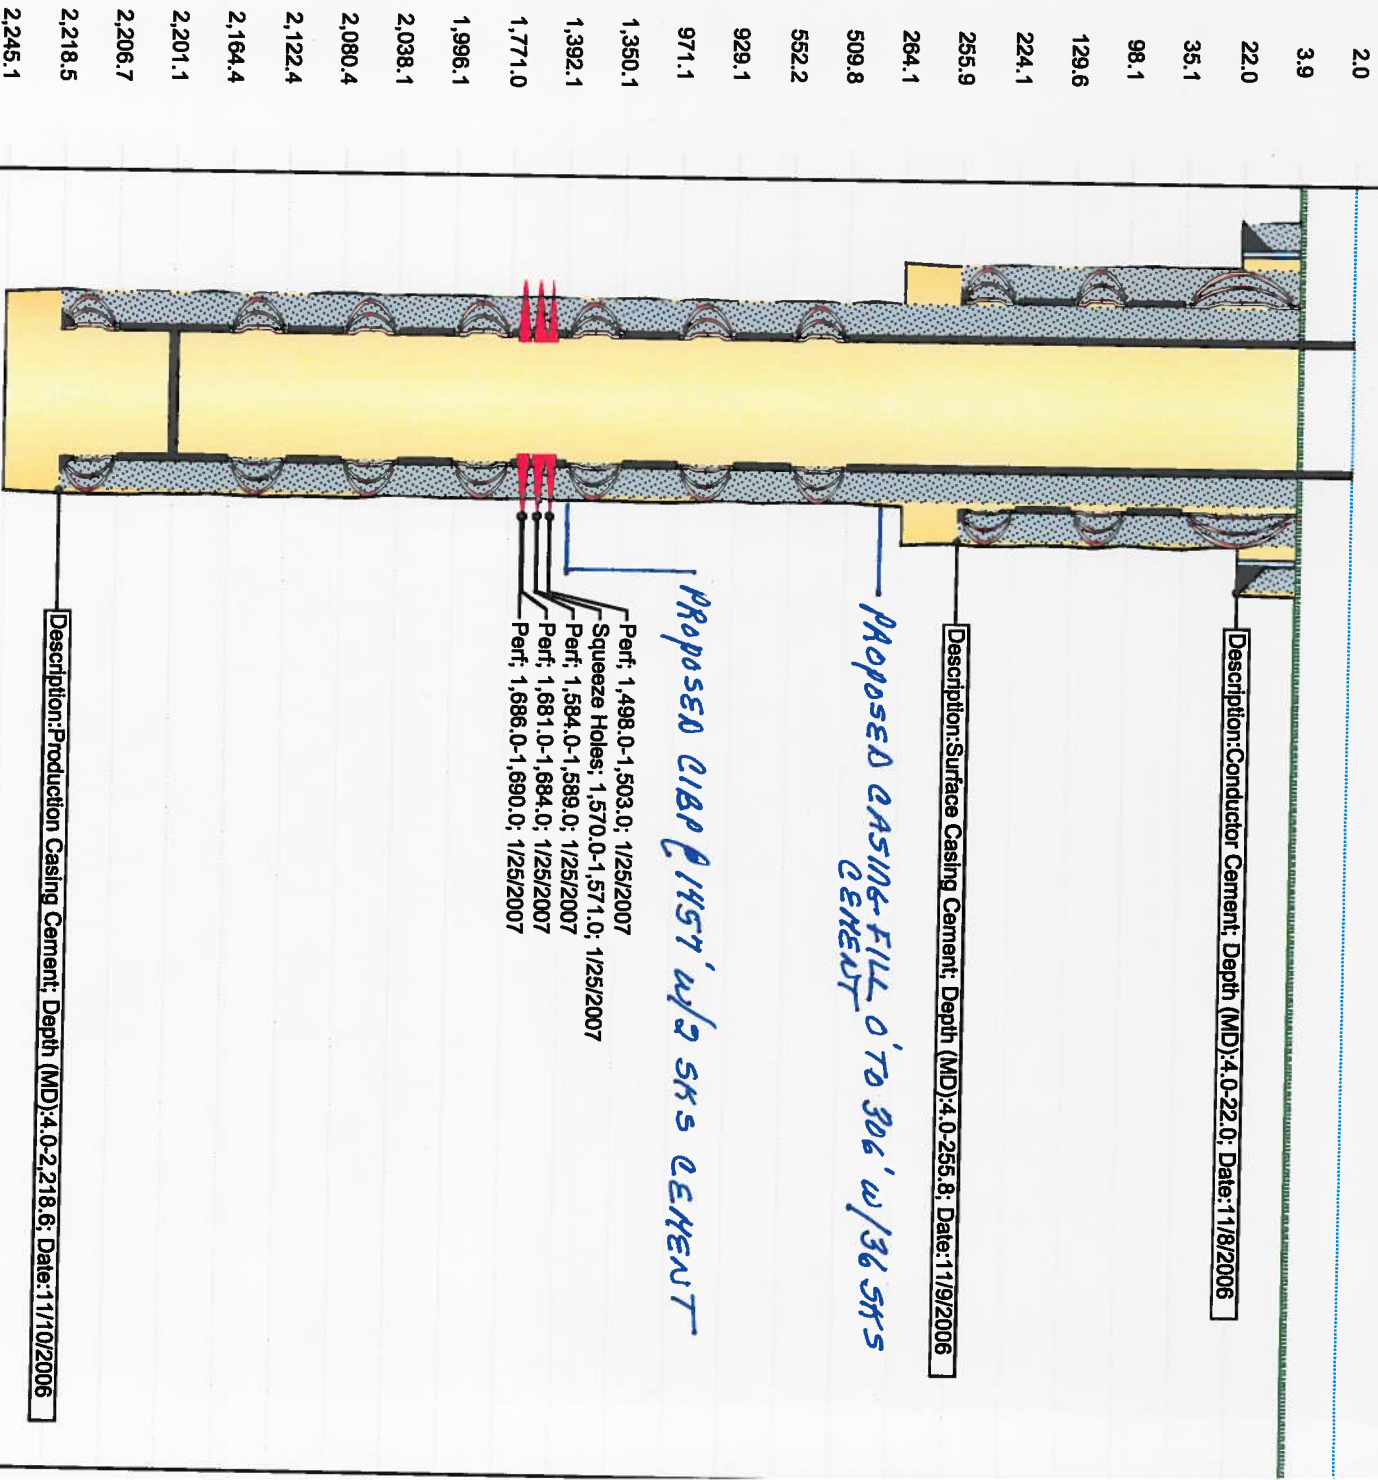 2.0
3.9
22.0
35.1
98.1
129.6
224.1
255.9
264.1
509.8
552.2
929.1
971.1
1,350.1
1,392.1
1,771.0
1,996.1
2,038.1
2,080.4
2,122.4
2,164.4
2,201.1
2,206.7
2,218.5
2,245.1
Description:Conductor Cement; Depth (MD):4.0-22.0; Date:11/8/2006
Description:Surface Casing Cement; Depth (MD):4.0-255.8; Date:11/9/2006
PROPOSED CASING FILL 0' TO 306' W/36 SKS
CEMENT
PROPOSED CIBP @ 1457' W/2 SKS CEMENT
Perf; 1,498.0-1,503.0; 1/25/2007
Squeeze Holes; 1,570.0-1,571.0; 1/25/2007
Perf; 1,584.0-1,589.0; 1/25/2007
Perf; 1,681.0-1,684.0; 1/25/2007
Perf; 1,686.0-1,690.0; 1/25/2007
Description:Production Casing Cement; Depth (MD):4.0-2,218.6; Date:11/10/2006